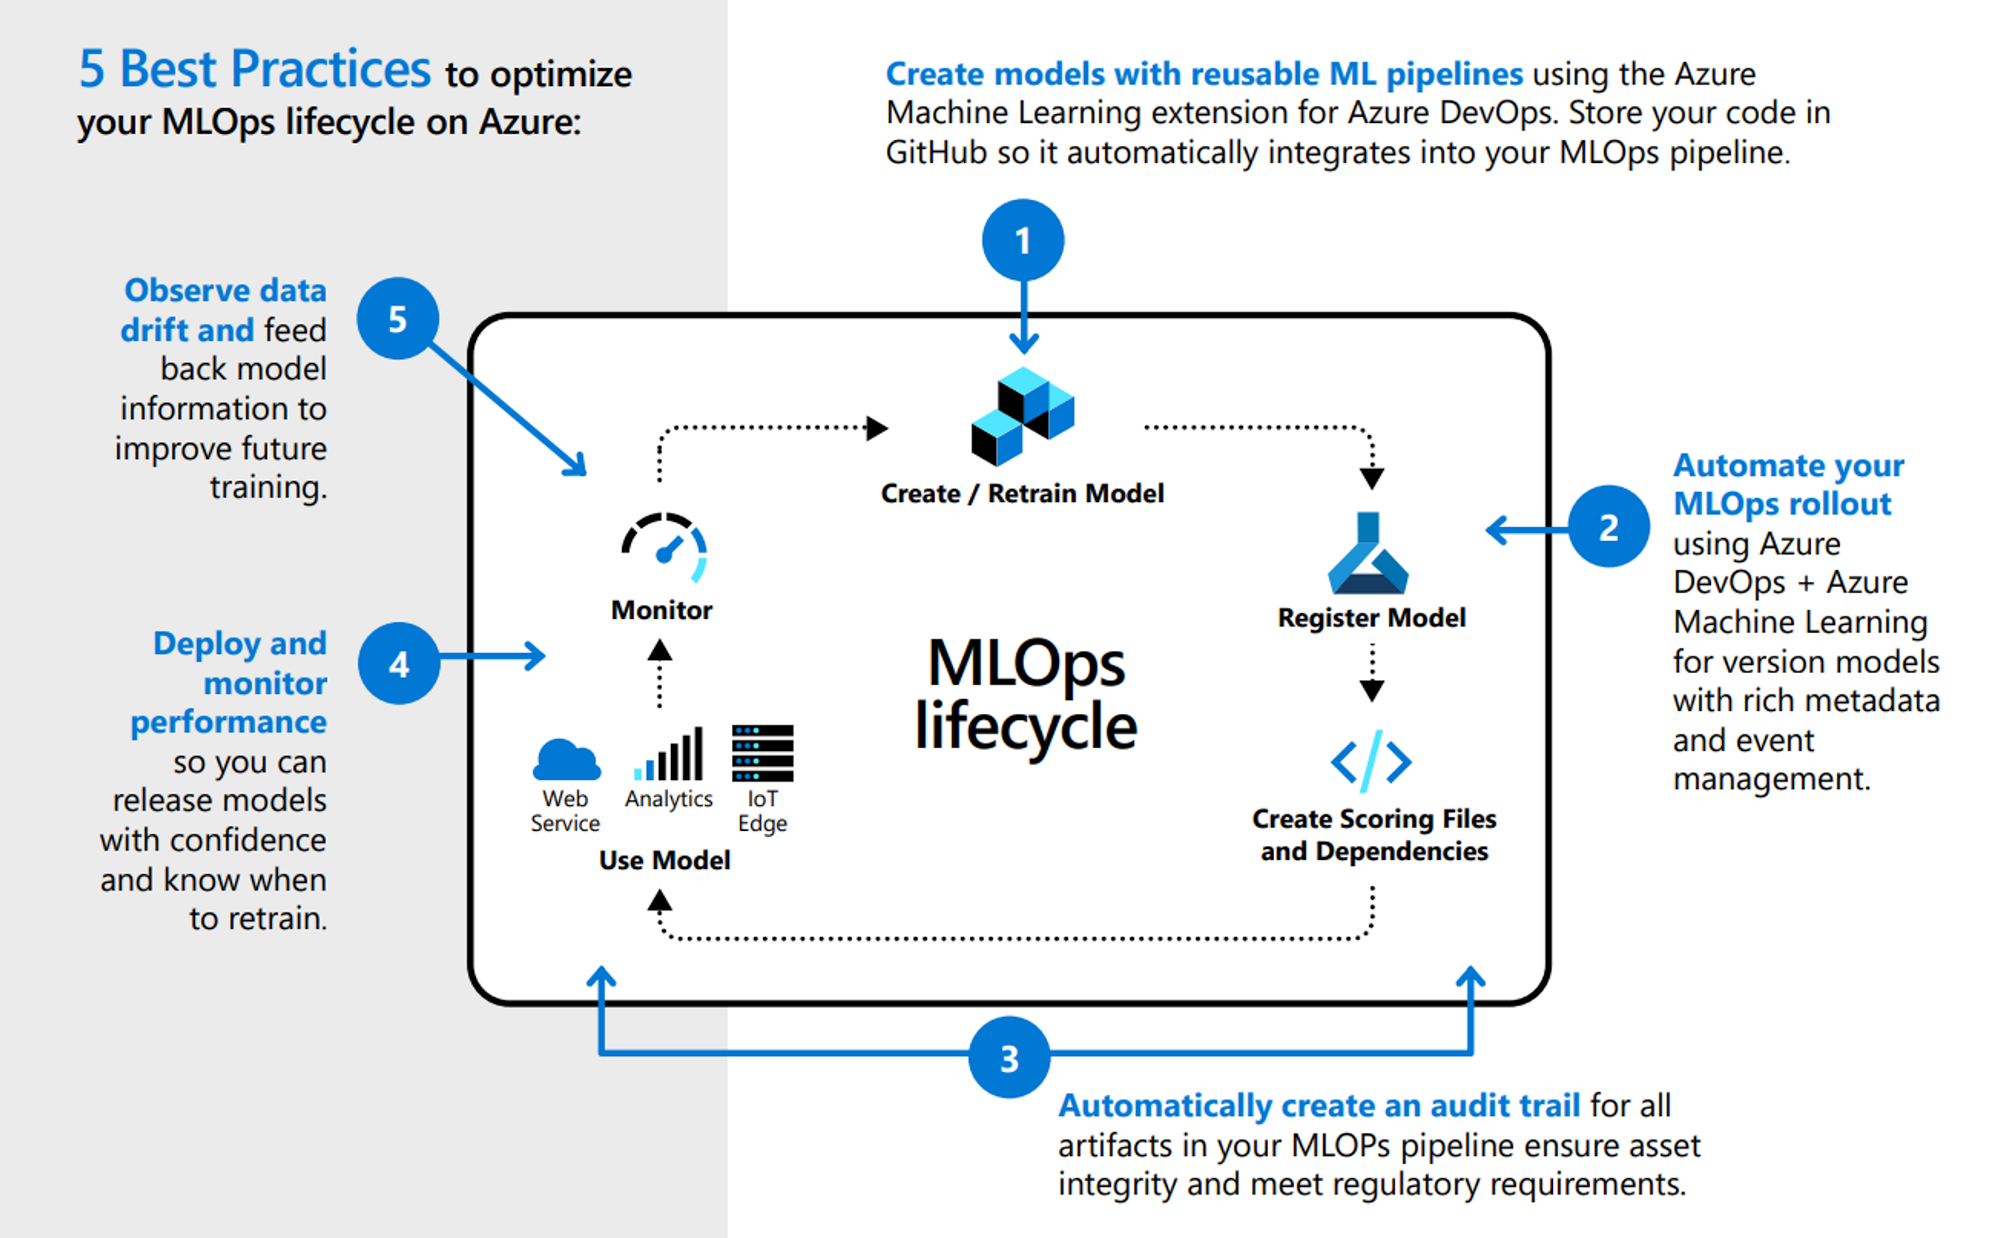 5 Best Practices to optimize
your MLOps lifecycle on Azure:
Create models with reusable ML pipelines using the Azure
Machine Learning extension for Azure DevOps. Store your code in
GitHub so it automatically integrates into your MLOps pipeline.
1
Observe data
drift and feed
back model
information to
improve future
training.
5
Create / Retrain Model
Automate your
MLOps rollout
using Azure
DevOps + Azure
Machine Learning
for version models
with rich metadata
and event
management.
2
Monitor
Register Model
MLOps
lifecycle
Deploy and
monitor
performance
so you can
release models
with confidence
and know when
to retrain.
4
Web
Service
Analytics
IoT
Edge
Use Model
</>
Create Scoring Files
and Dependencies
3
Automatically create an audit trail for all
artifacts in your MLOPs pipeline ensure asset
integrity and meet regulatory requirements.